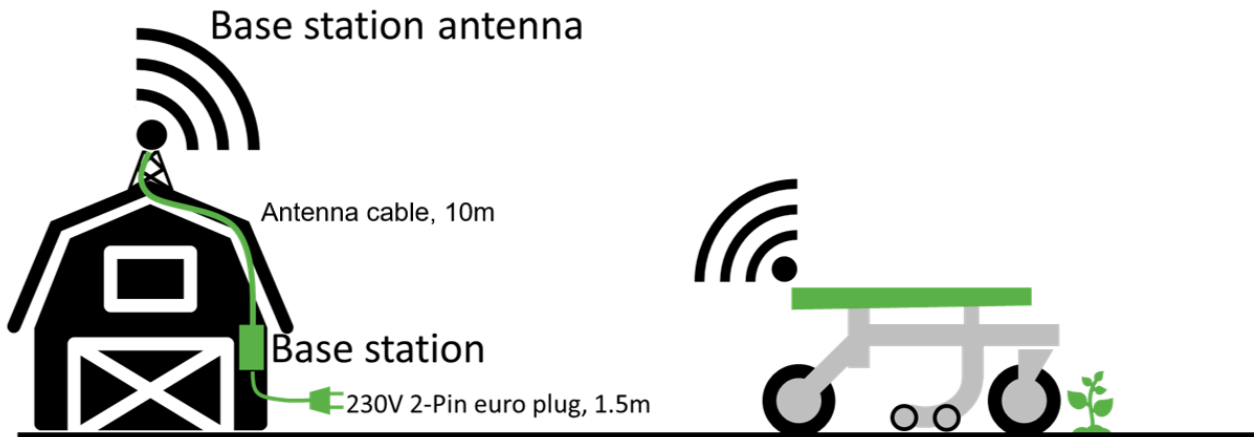 Base station antenna
Antenna cable, 10m
Base station
230V 2-Pin euro plug, 1.5m